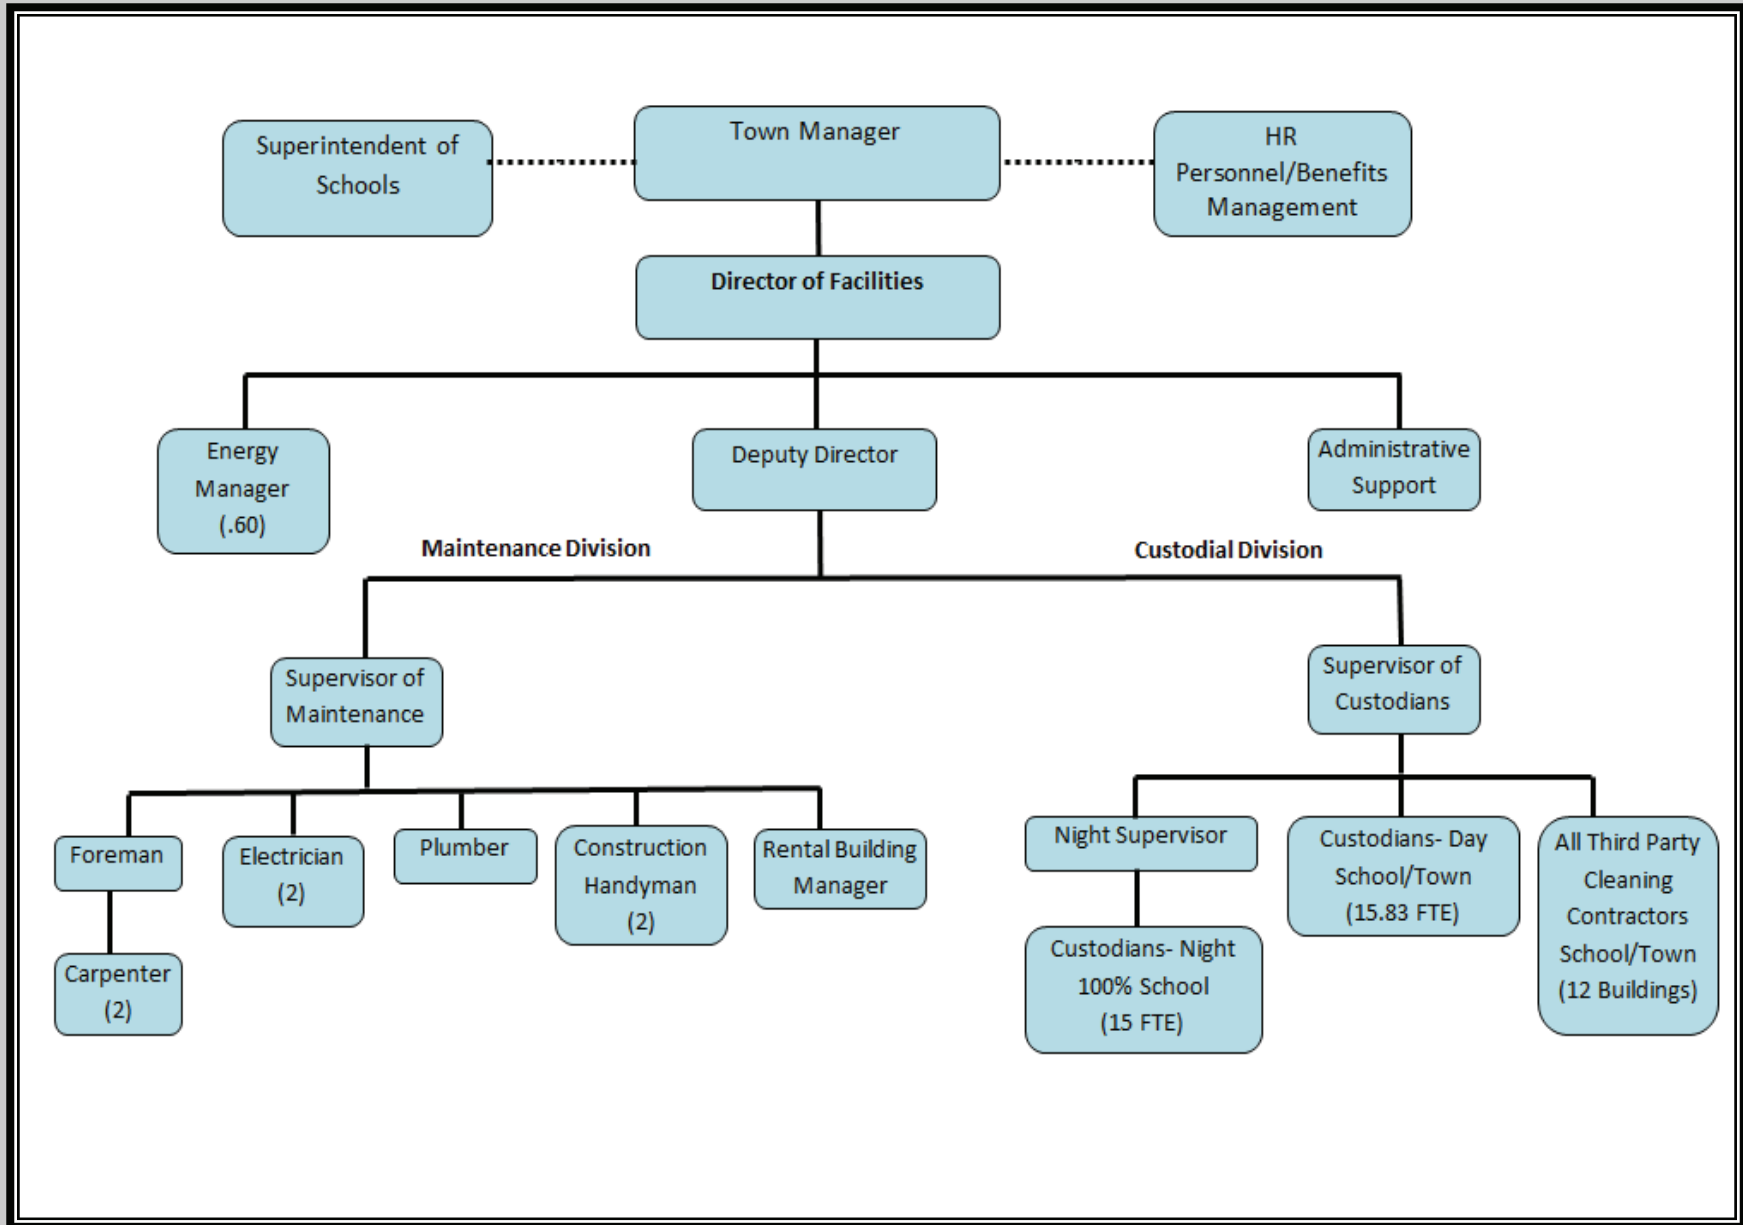 Superintendent of
Schools
Town Manager
HR
Personnel/Benefits
Management
Director of Facilities
Energy
Manager
(.60)
Deputy Director
Administrative
Support
Maintenance Division
Custodial Division
Supervisor of
Maintenance
Supervisor of
Custodians
Foreman
Electrician
(2)
Plumber
Construction
Handyman
(2)
Rental Building
Manager
Carpenter
(2)
Night Supervisor
Custodians- Night
100% School
(15 FTE)
Custodians- Day
School/Town
(15.83 FTE)
All Third Party
Cleaning
Contractors
School/Town
(12 Buildings)